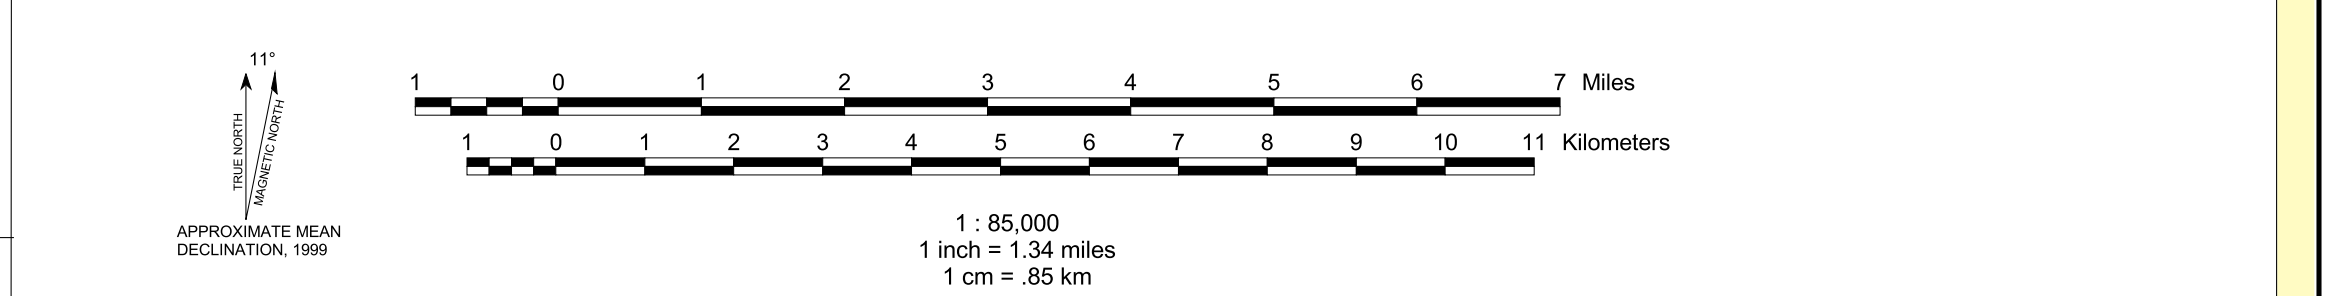 11°
TRUE NORTH
MAGNETIC NORTH
APPROXIMATE MEAN
DECLINATION, 1999
1 0 1 2 3 4 5 6 7 Miles
1 0 1 2 3 4 5 6 7 8 9 10 11 Kilometers
1 : 85,000
1 inch = 1.34 miles
1 cm = .85 km